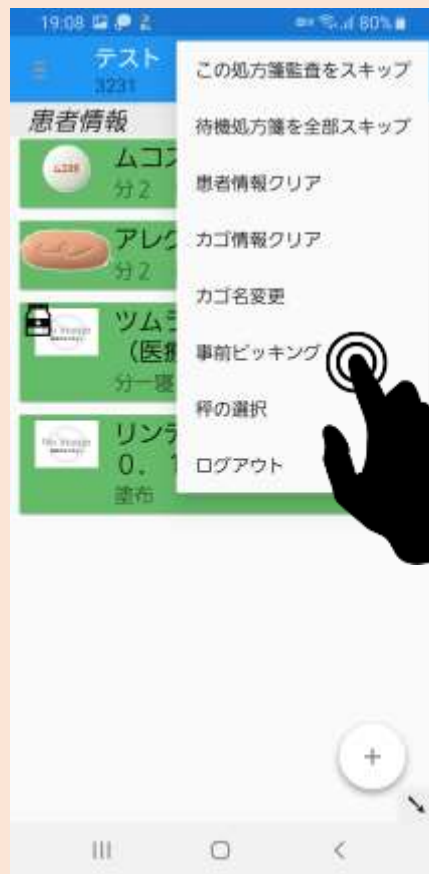 19:08
80%
テスト
3231
この処方箋監査をスキップ
待機処方箋を全部スキップ
患者情報クリア
カゴ情報クリア
カゴ名変更
事前ピッキング
秤の選択
ログアウト
患者情報
ムコス
分2
アレグ
分2
ツムラ
（医療
分一寝
リンデ
0．1
塗布
+